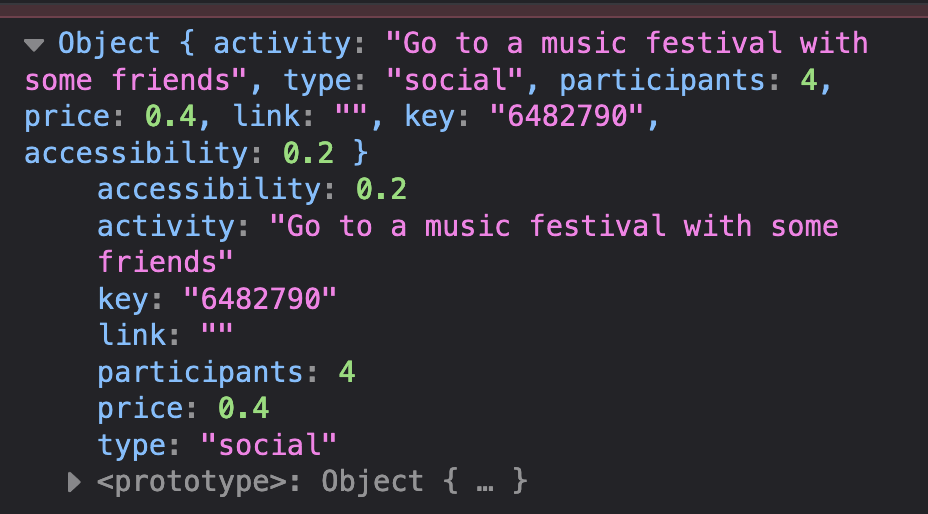 Object { activity: "Go to a music festival with
some friends", type: "social", participants: 4,
price: 0.4, link: "", key: "6482790",
accessibility: 0.2 }
accessibility: 0.2
activity: "Go to a music festival with some
friends"
key: "6482790"
link: ""
participants: 4
price: 0.4
type: "social"
<prototype>: Object { … }